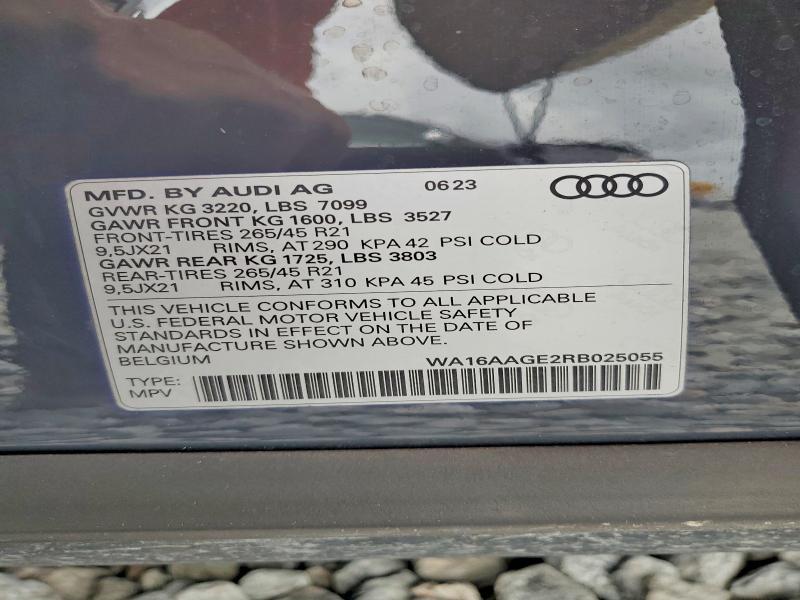 MFD. BY AUDI AG 0623
GVWR KG 3220, LBS 7099
GAWR FRONT KG 1600, LBS 3527
FRONT-TIRES 265/45 R21
9,5JX21 RIMS, AT 290 KPA 42 PSI COLD
GAWR REAR KG 1725, LBS 3803
REAR-TIRES 265/45 R21
9,5JX21 RIMS, AT 310 KPA 45 PSI COLD
THIS VEHICLE CONFORMS TO ALL APPLICABLE
U.S. FEDERAL MOTOR VEHICLE SAFETY
STANDARDS IN EFFECT ON THE DATE OF
MANUFACTURE SHOWN ABOVE.
BELGIUM WA16AAGE2RB025055
TYPE:
MPV